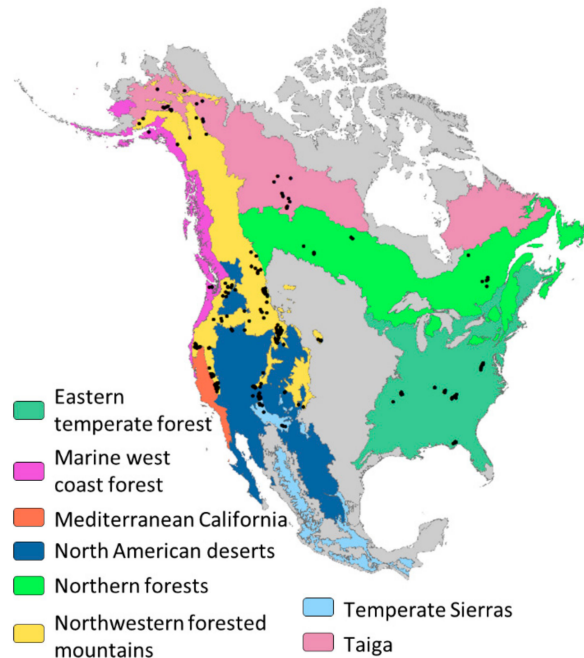 Eastern
temperate forest
Marine west
coast forest
Mediterranean California
North American deserts
Northern forests
Northwestern forested
mountains
Temperate Sierras
Taiga